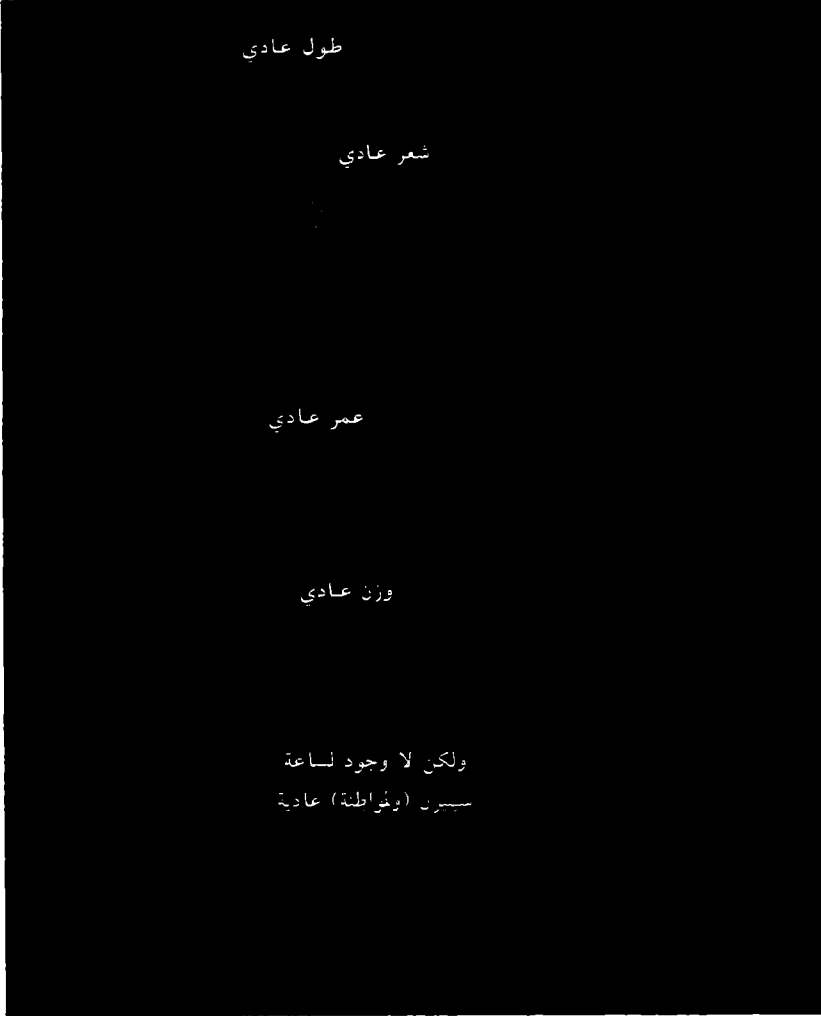 طول عادي
شعر عادي
عمر عادي
وزن عادي
ولكن لا وجود لساعة
عادية